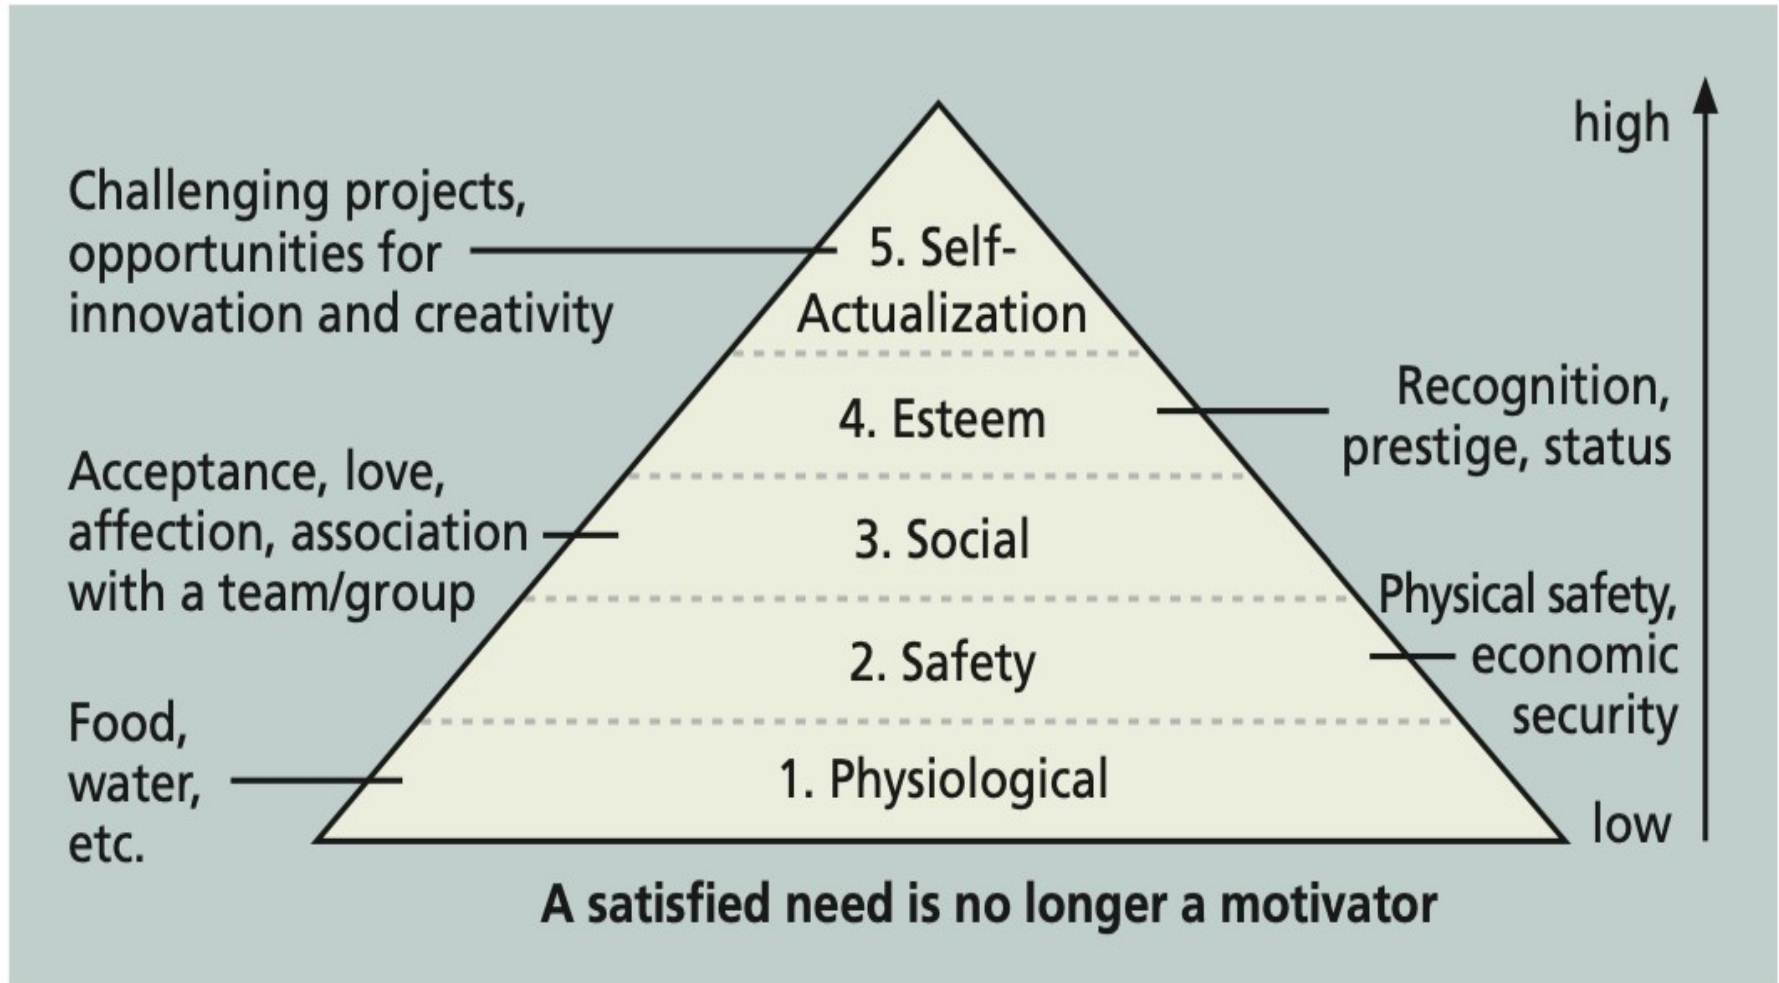 high
Challenging projects,
opportunities for
innovation and creativity
5. Self-
Actualization
Recognition,
prestige, status
4. Esteem
Acceptance, love,
affection, association
with a team/group
3. Social
Physical safety,
economic
security
2. Safety
Food,
water,
etc.
1. Physiological
low
A satisfied need is no longer a motivator